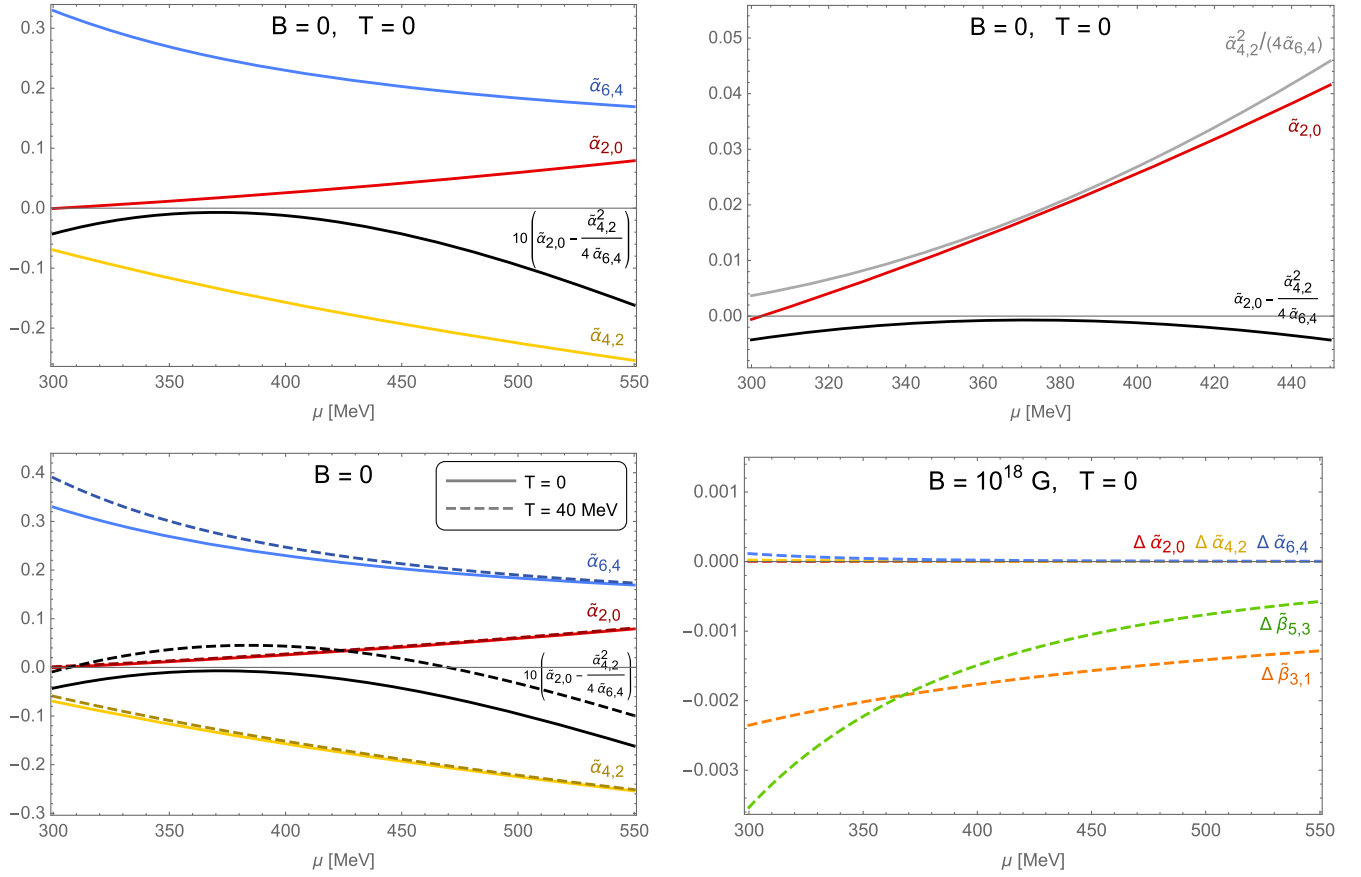 B = 0, T = 0
0.3
0.2
0.1
0.0
−0.1
−0.2
α̃6,4
α̃2,0
10(α̃2,0 − α̃²4,2 / 4 α̃6,4)
α̃4,2
300 350 400 450 500 550
μ [MeV]
B = 0, T = 0
0.05
0.04
0.03
0.02
0.01
0.00
α̃²4,2/(4α̃6,4)
α̃2,0
α̃2,0 − α̃²4,2 / 4 α̃6,4
300 320 340 360 380 400 420 440
μ [MeV]
B = 0
T = 0
T = 40 MeV
0.4
0.3
0.2
0.1
0.0
−0.1
−0.2
−0.3
α̃6,4
α̃2,0
10(α̃2,0 − α̃²4,2 / 4 α̃6,4)
α̃4,2
300 350 400 450 500 550
μ [MeV]
B = 10¹⁸ G, T = 0
0.001
0.000
−0.001
−0.002
−0.003
Δ α̃2,0 Δ α̃4,2 Δ α̃6,4
Δ β̃5,3
Δ β̃3,1
300 350 400 450 500 550
μ [MeV]